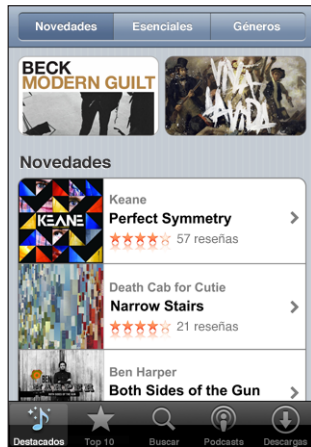 Novedades Esenciales Géneros
BECK
MODERN GUILT
VIVA
LA VIDA
Novedades
KEANE
Keane
Perfect Symmetry
57 reseñas
Death Cab for Cutie
Narrow Stairs
21 reseñas
Ben Harper
Both Sides of the Gun
Destacados Top 10 Buscar Podcasts Descargas